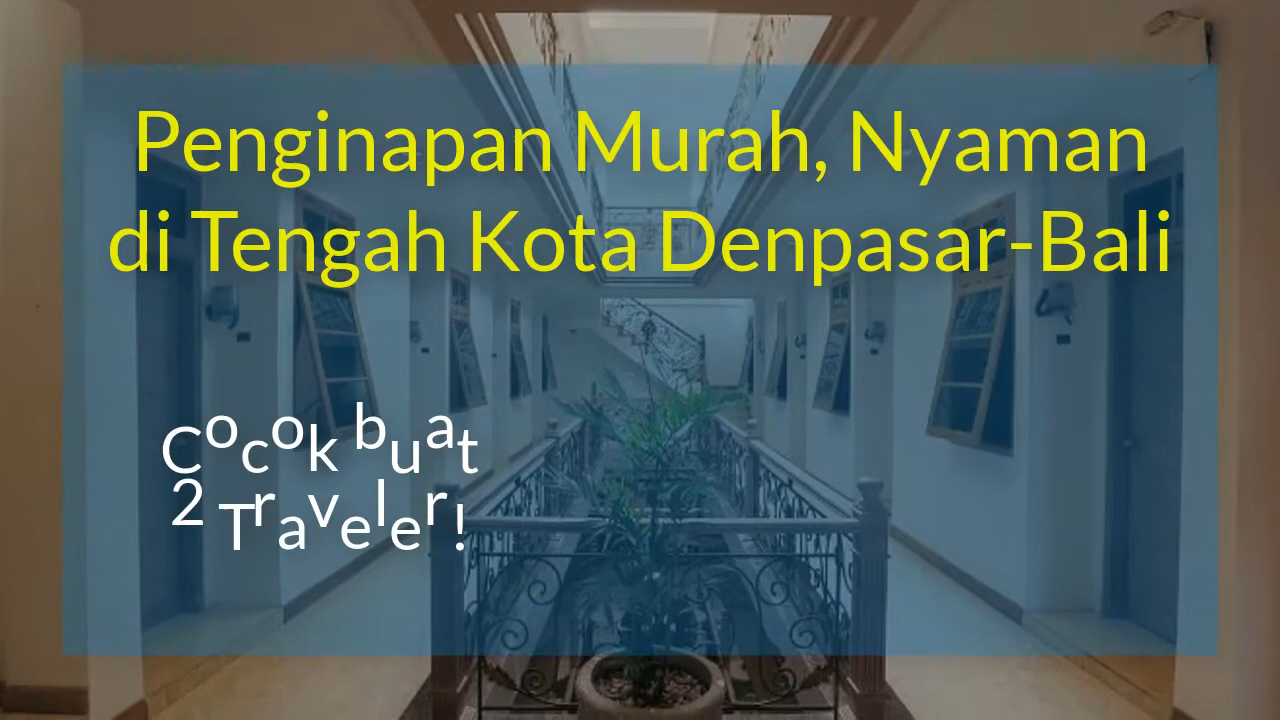 Penginapan Murah, Nyaman
di Tengah Kota Denpasar-Bali
Cocok buat
2 Traveler!